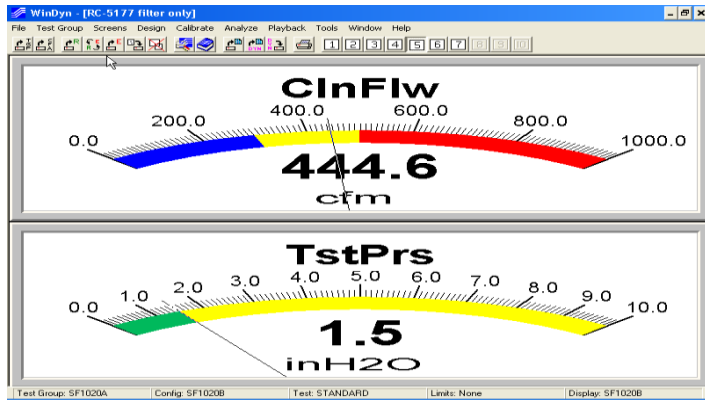 WinDyn - [RC-5177 filter only]
File Test Group Screens Design Calibrate Analyze Playback Tools Window Help
1 2 3 4 5 6 7 8 9 10
ClnFlw
0.0 200.0 400.0 600.0 800.0 1000.0
444.6
cfm
TstPrs
0.0 1.0 2.0 3.0 4.0 5.0 6.0 7.0 8.0 9.0 10.0
1.5
inH2O
Test Group: SF1020A Config: SF1020B Test: STANDARD Limits: None Display: SF1020B